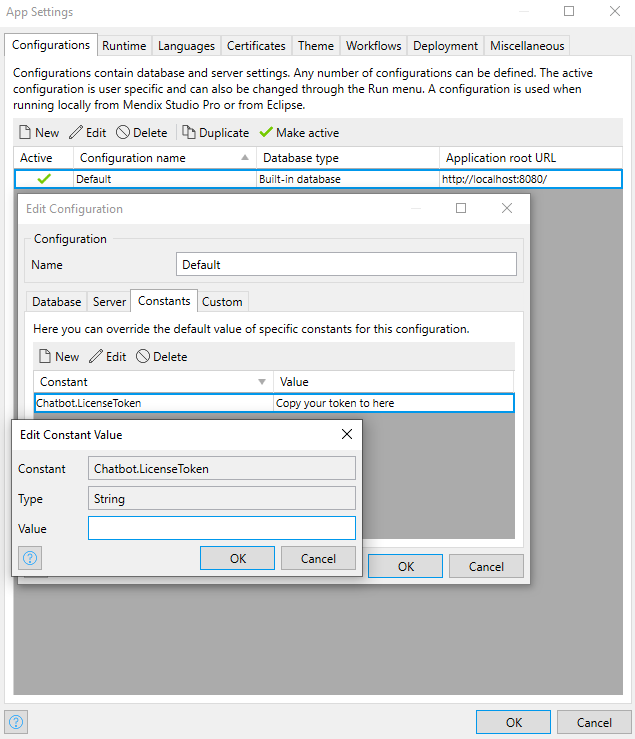 App Settings
Configurations Runtime Languages Certificates Theme Workflows Deployment Miscellaneous
Configurations contain database and server settings. Any number of configurations can be defined. The active
configuration is user specific and can also be changed through the Run menu. A configuration is used when
running locally from Mendix Studio Pro or from Eclipse.
New Edit Delete Duplicate Make active
Active Configuration name Database type Application root URL
Default Built-in database http://localhost:8080/
Edit Configuration
Configuration
Name Default
Database Server Constants Custom
Here you can override the default value of specific constants for this configuration.
New Edit Delete
Constant Value
Chatbot.LicenseToken Copy your token to here
Edit Constant Value
Constant Chatbot.LicenseToken
Type String
Value
? OK Cancel
OK Cancel
? OK Cancel